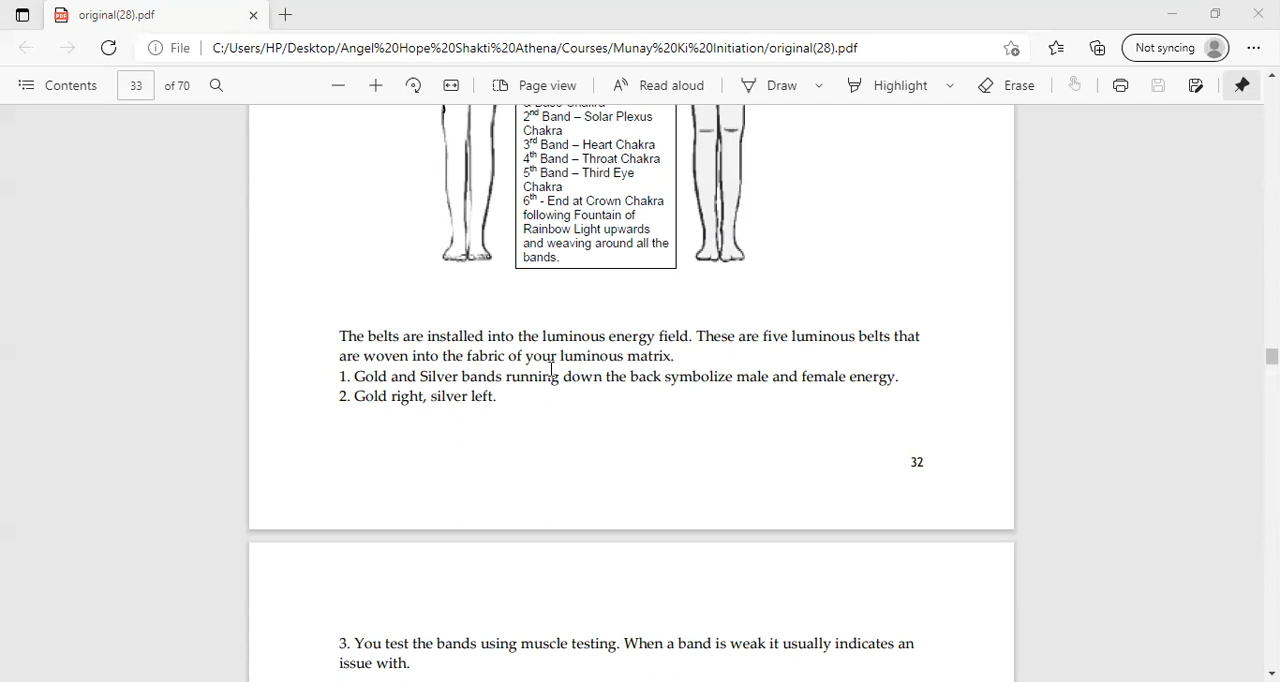 original(28).pdf
File
C:/Users/HP/Desktop/Angel%20Hope%20Shakti%20Athena/Courses/Munay%20Ki%20Initiation/original(28).pdf
Not syncing
Contents
33 of 70
Page view
Read aloud
Draw
Highlight
Erase
& Base Chakra
2nd Band – Solar Plexus
Chakra
3rd Band – Heart Chakra
4th Band – Throat Chakra
5th Band – Third Eye
Chakra
6th - End at Crown Chakra
following Fountain of
Rainbow Light upwards
and weaving around all the
bands.
The belts are installed into the luminous energy field. These are five luminous belts that
are woven into the fabric of your luminous matrix.
1. Gold and Silver bands running down the back symbolize male and female energy.
2. Gold right, silver left.
32
3. You test the bands using muscle testing. When a band is weak it usually indicates an
issue with.